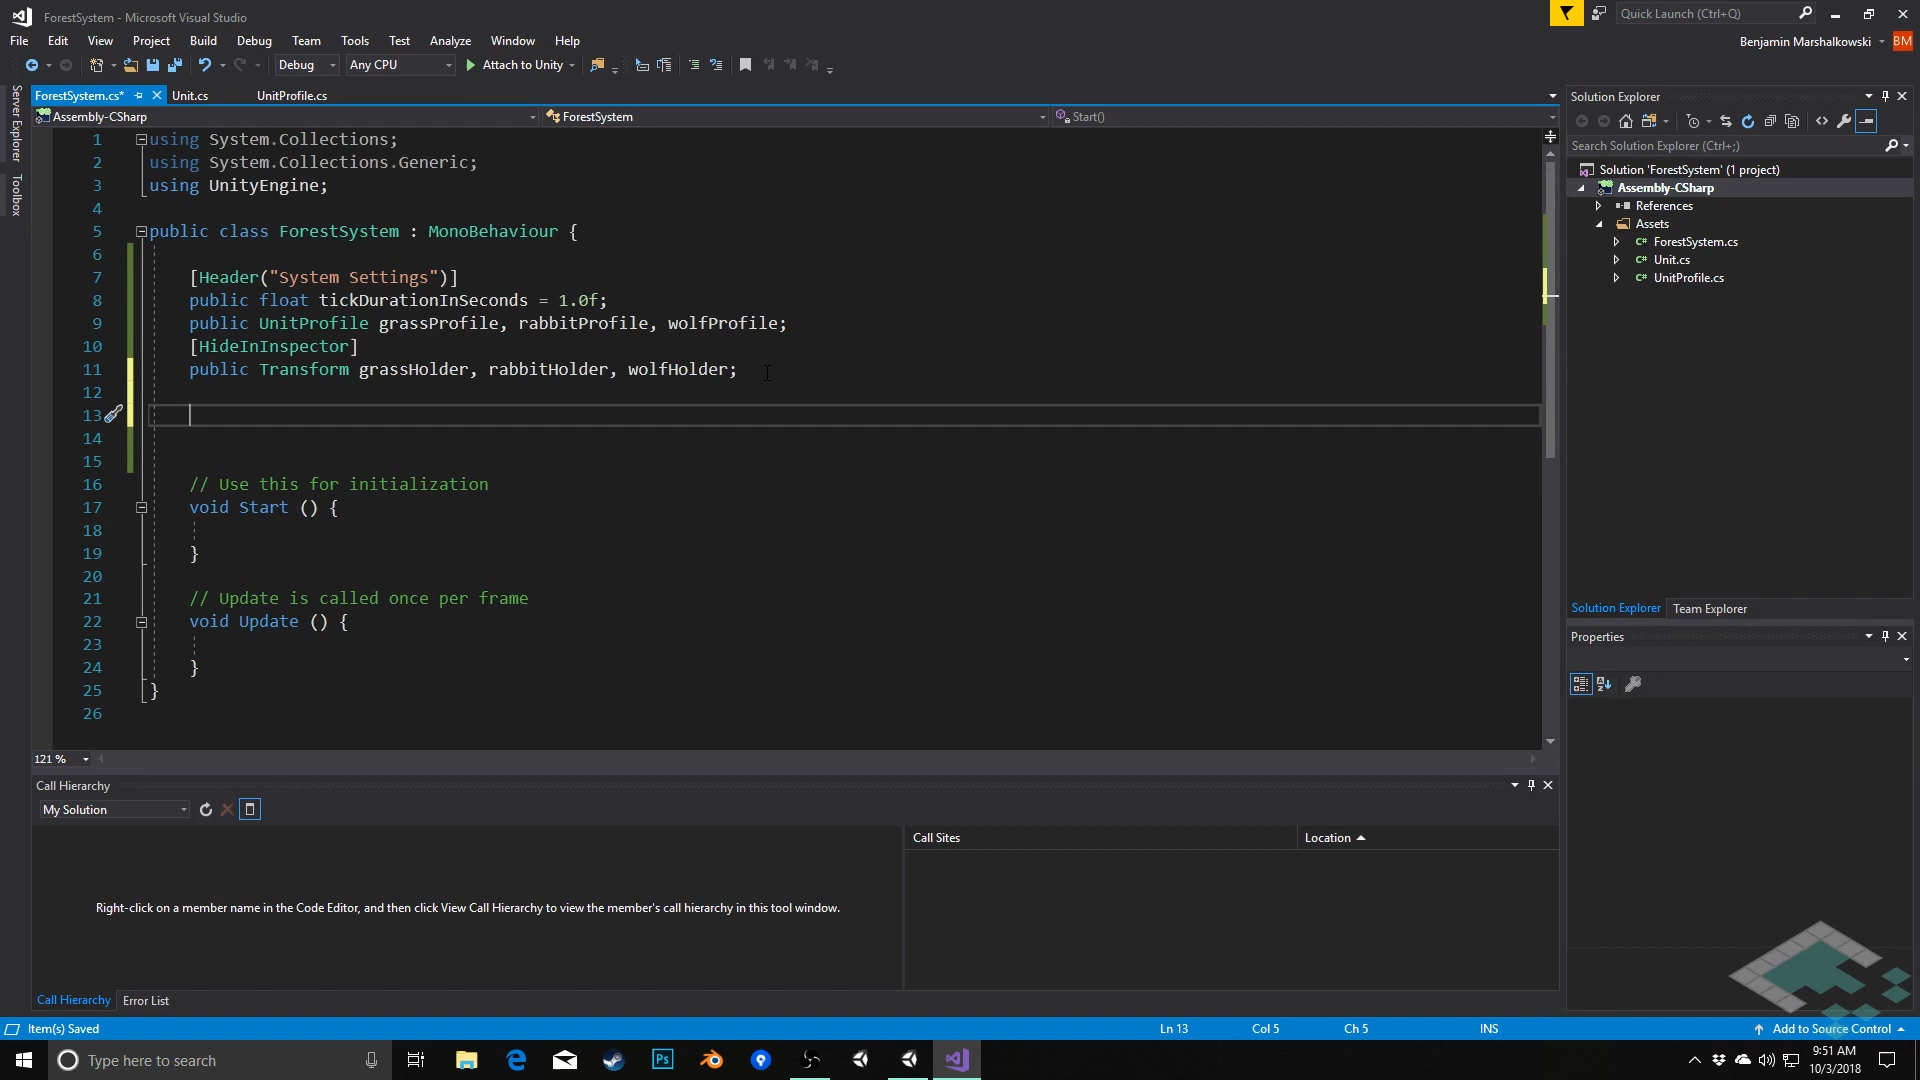 ForestSystem - Microsoft Visual Studio
Quick Launch (Ctrl+Q)
File Edit View Project Build Debug Team Tools Test Analyze Window Help
Benjamin Marshalkowski BM
Debug Any CPU Attach to Unity
Server Explorer
Toolbox
ForestSystem.cs* Unit.cs UnitProfile.cs
Assembly-CSharp ForestSystem Start()
1 using System.Collections;
2 using System.Collections.Generic;
3 using UnityEngine;
4
5 public class ForestSystem : MonoBehaviour {
6
7 [Header("System Settings")]
8 public float tickDurationInSeconds = 1.0f;
9 public UnitProfile grassProfile, rabbitProfile, wolfProfile;
10 [HideInInspector]
11 public Transform grassHolder, rabbitHolder, wolfHolder;
12
13
14
15
16 // Use this for initialization
17 void Start () {
18
19 }
20
21 // Update is called once per frame
22 void Update () {
23
24 }
25 }
26
121 %
Solution Explorer
Search Solution Explorer (Ctrl+;)
Solution 'ForestSystem' (1 project)
Assembly-CSharp
References
Assets
C# ForestSystem.cs
C# Unit.cs
C# UnitProfile.cs
Solution Explorer Team Explorer
Properties
Call Hierarchy
My Solution
Call Sites Location
Right-click on a member name in the Code Editor, and then click View Call Hierarchy to view the member's call hierarchy in this tool window.
Call Hierarchy Error List
Item(s) Saved Ln 13 Col 5 Ch 5 INS Add to Source Control
Type here to search
Ps
9:51 AM
10/3/2018